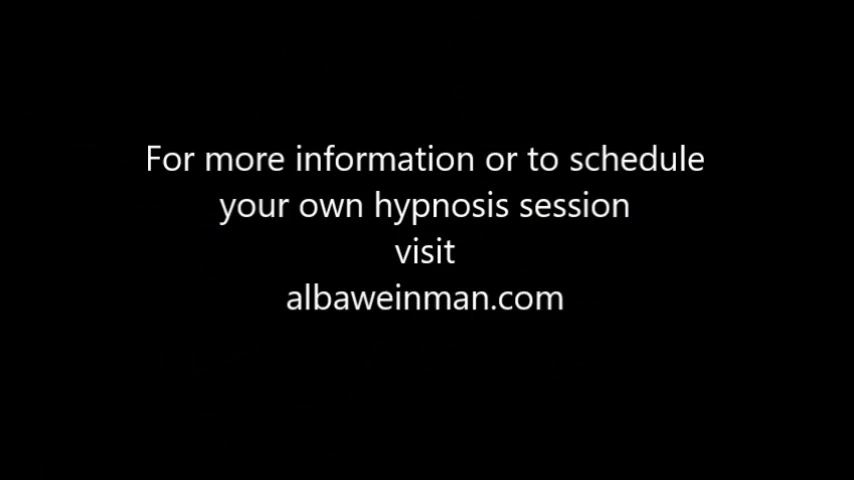 For more information or to schedule
your own hypnosis session
visit
albaweinman.com